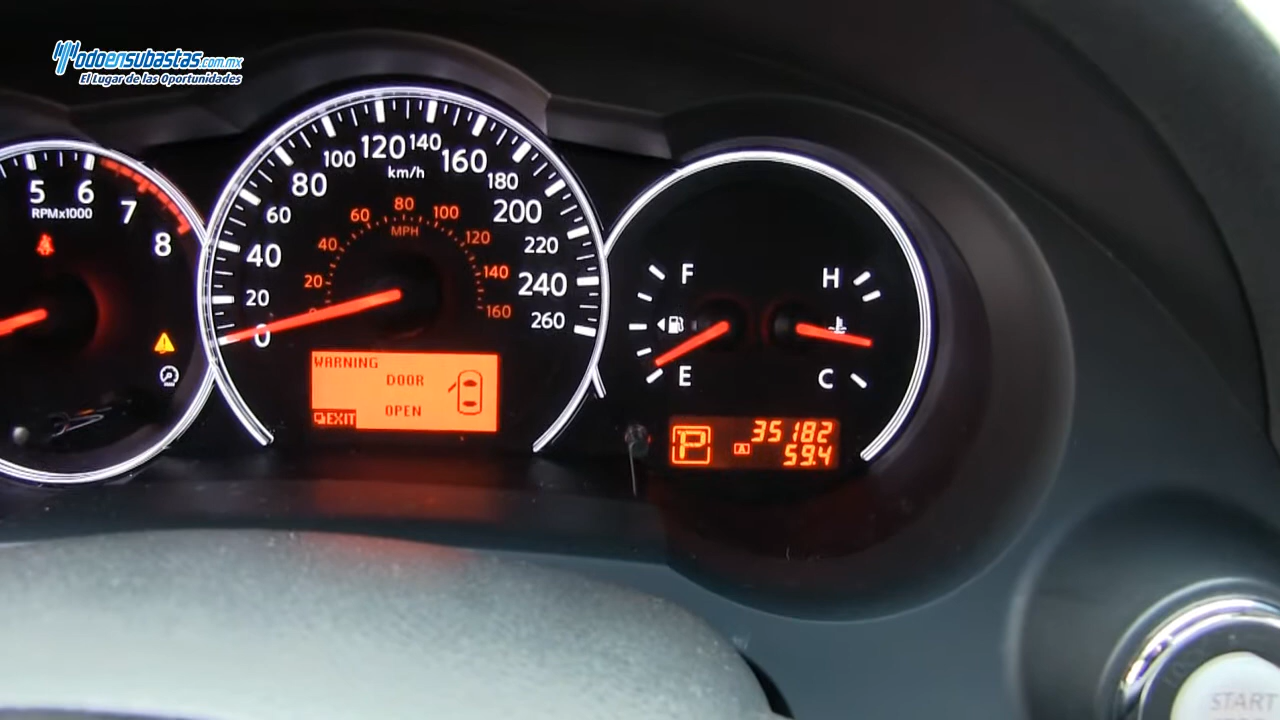 Todoensubastas.com.mx
El Lugar de las Oportunidades
5 6 7 8
RPMx1000
0 20 40 60 80 100 120 140 160 180 200 220 240 260
km/h
20 40 60 80 100 120 140 160
MPH
WARNING
DOOR
OPEN
EXIT
F
E
H
C
P
A 35182
59.4
START